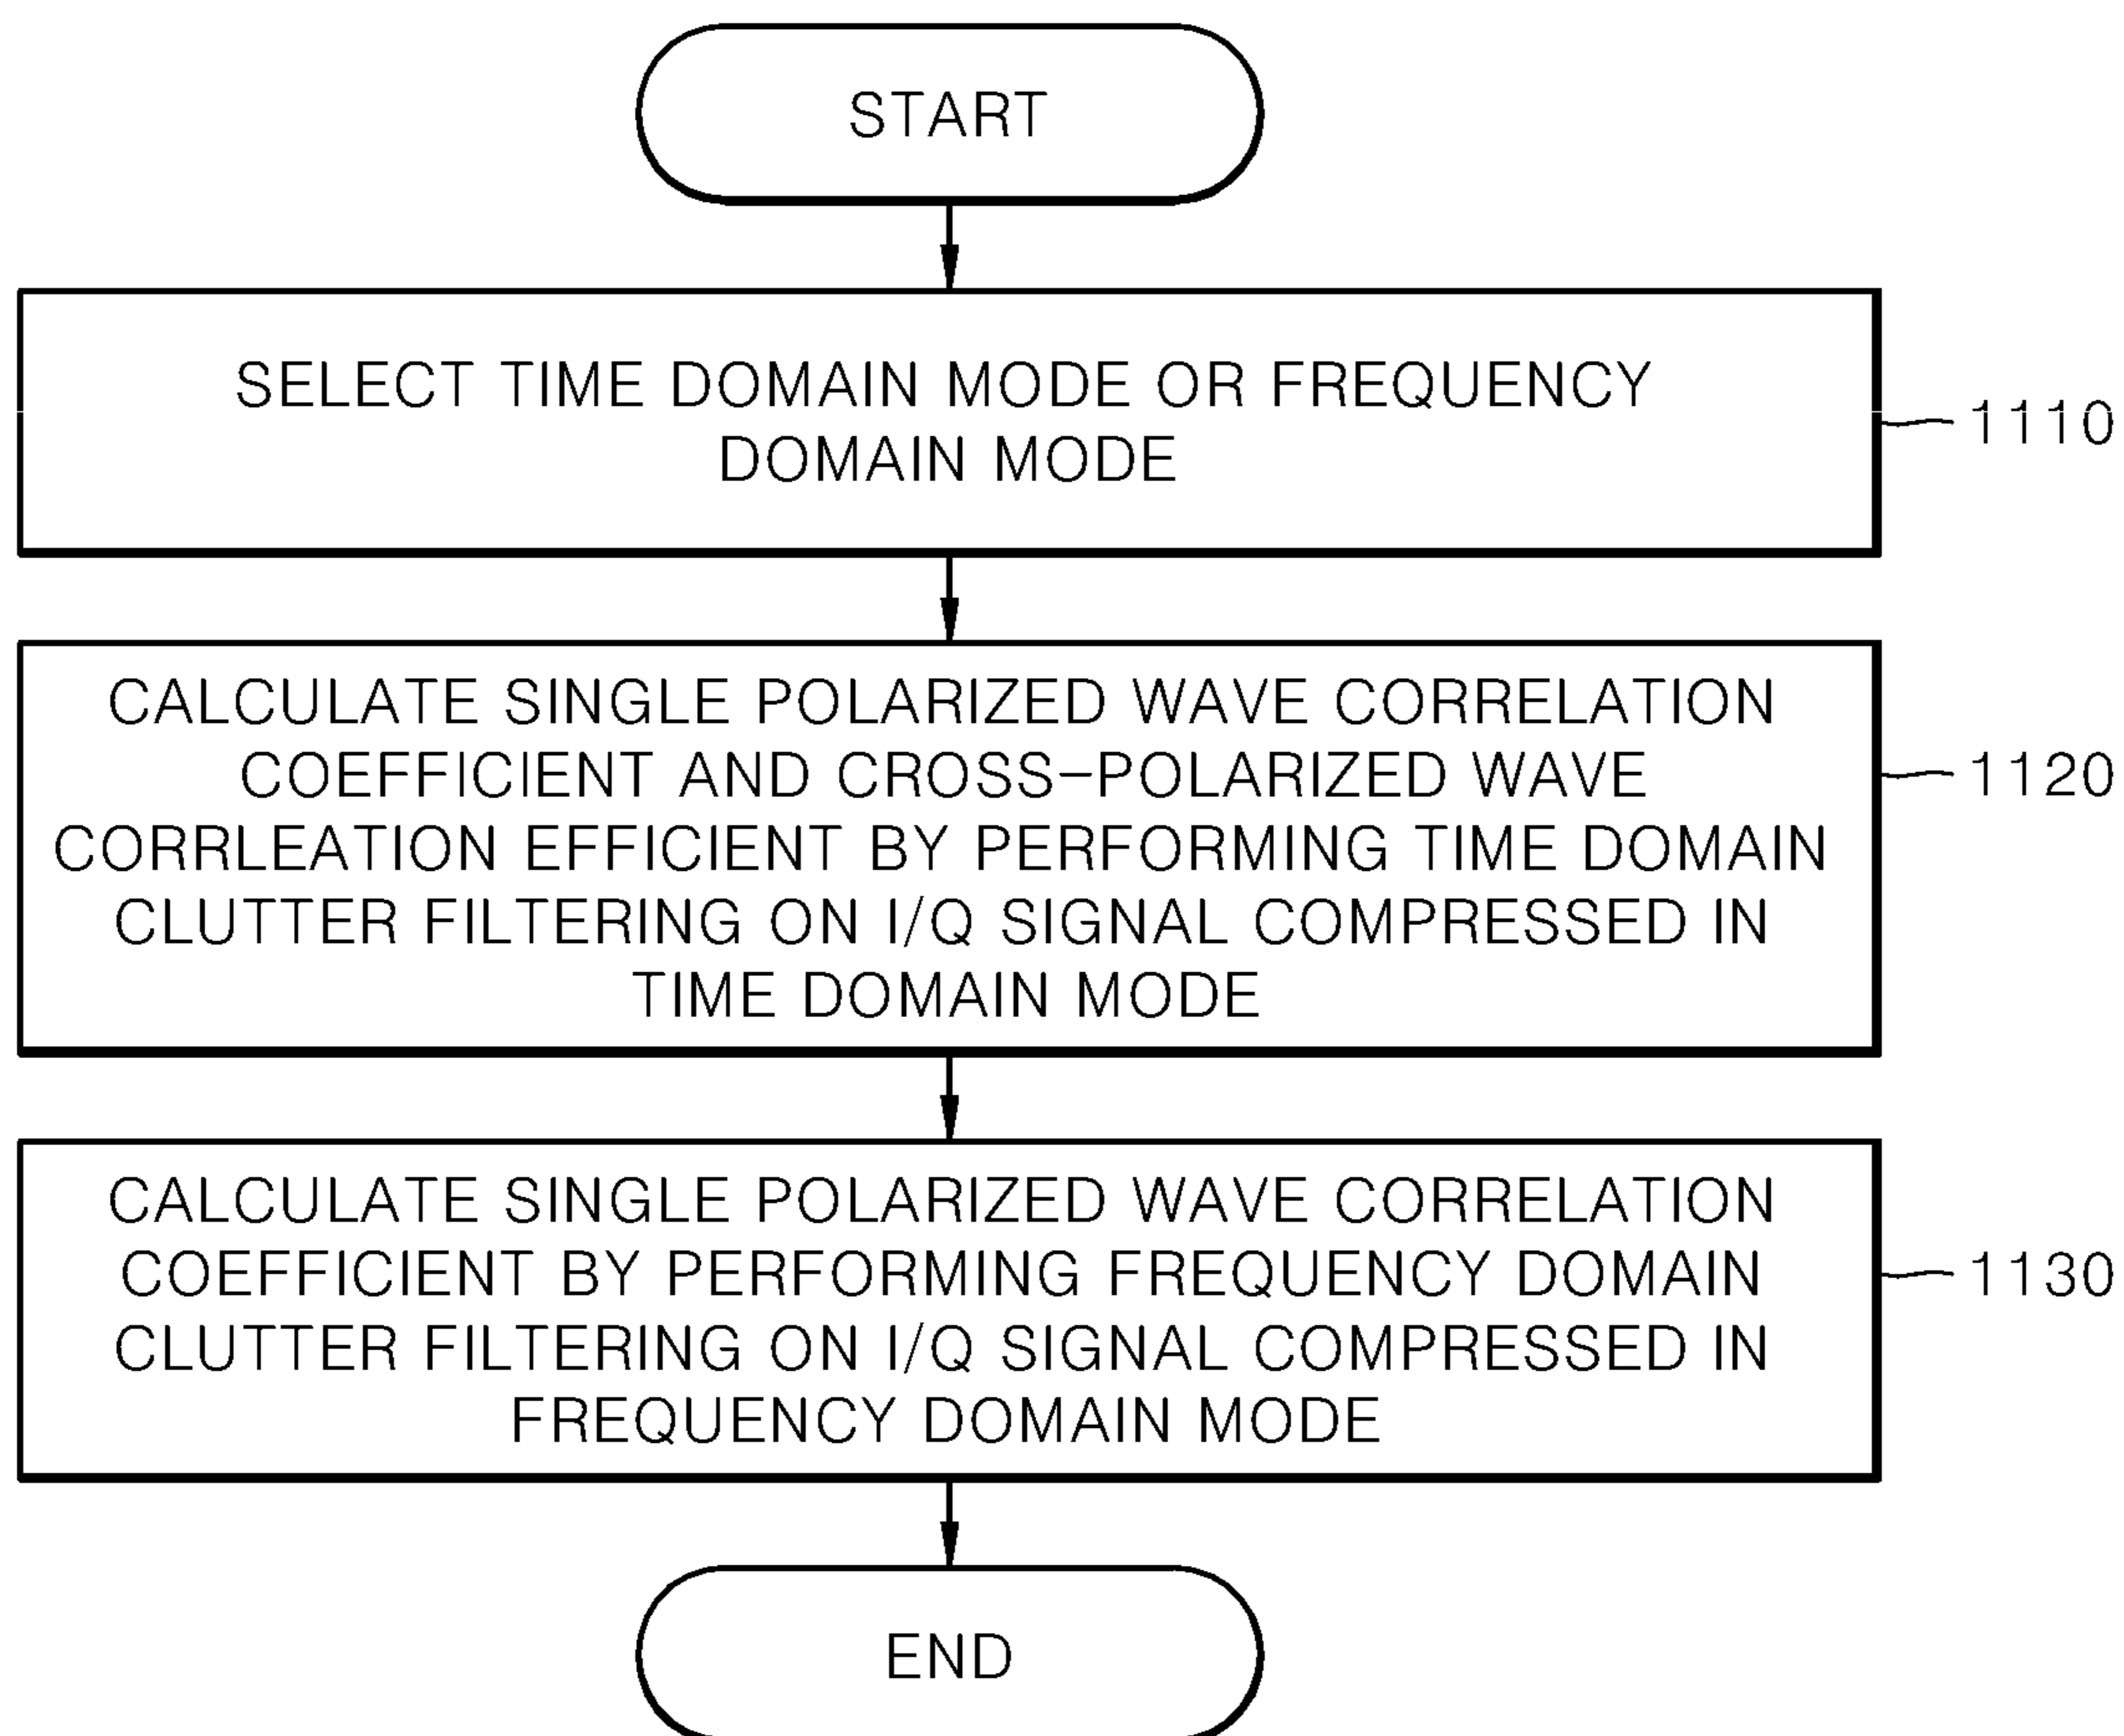 START
SELECT TIME DOMAIN MODE OR FREQUENCY
DOMAIN MODE
1110
CALCULATE SINGLE POLARIZED WAVE CORRELATION
COEFFICIENT AND CROSS-POLARIZED WAVE
CORRLEATION EFFICIENT BY PERFORMING TIME DOMAIN
CLUTTER FILTERING ON I/Q SIGNAL COMPRESSED IN
TIME DOMAIN MODE
1120
CALCULATE SINGLE POLARIZED WAVE CORRELATION
COEFFICIENT BY PERFORMING FREQUENCY DOMAIN
CLUTTER FILTERING ON I/Q SIGNAL COMPRESSED IN
FREQUENCY DOMAIN MODE
1130
END